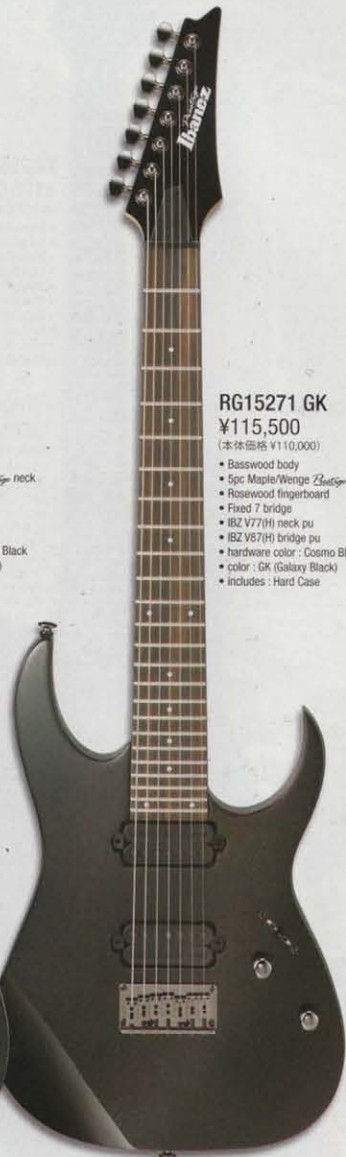 Prestige
Ibanez
neck
Black
)
RG15271 GK
¥115,500
(本体価格 ¥110,000)
• Basswood body
• 5pc Maple/Wenge Prestige
• Rosewood fingerboard
• Fixed 7 bridge
• IBZ V77(H) neck pu
• IBZ V87(H) bridge pu
• hardware color : Cosmo Bl
• color : GK (Galaxy Black)
• includes : Hard Case